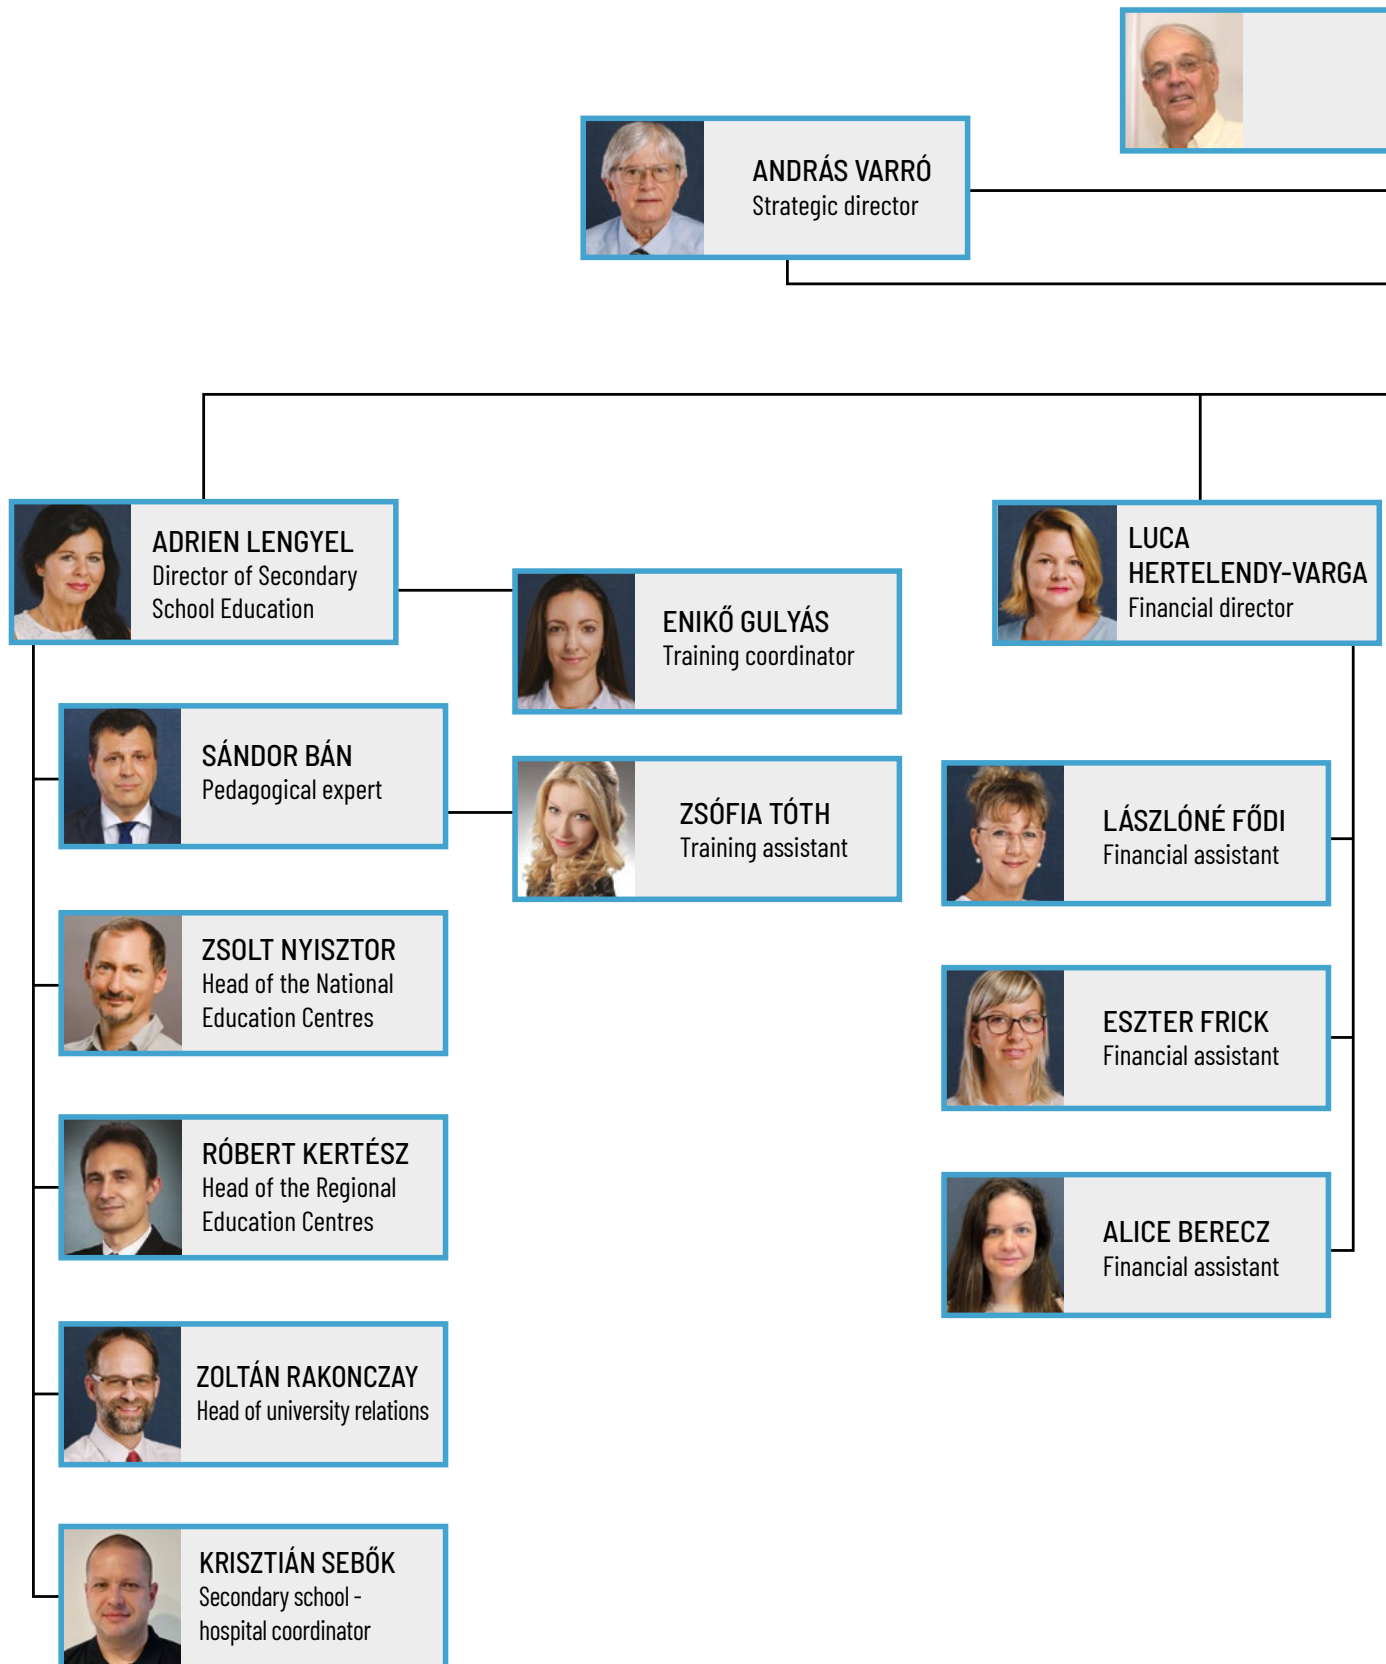 ANDRÁS VARRÓ
Strategic director
ADRIEN LENGYEL
Director of Secondary
School Education
ENIKŐ GULYÁS
Training coordinator
LUCA
HERTELENDY-VARGA
Financial director
SÁNDOR BÁN
Pedagogical expert
ZSÓFIA TÓTH
Training assistant
LÁSZLÓNÉ FŐDI
Financial assistant
ZSOLT NYISZTOR
Head of the National
Education Centres
ESZTER FRICK
Financial assistant
RÓBERT KERTÉSZ
Head of the Regional
Education Centres
ALICE BERECZ
Financial assistant
ZOLTÁN RAKONCZAY
Head of university relations
KRISZTIÁN SEBŐK
Secondary school -
hospital coordinator